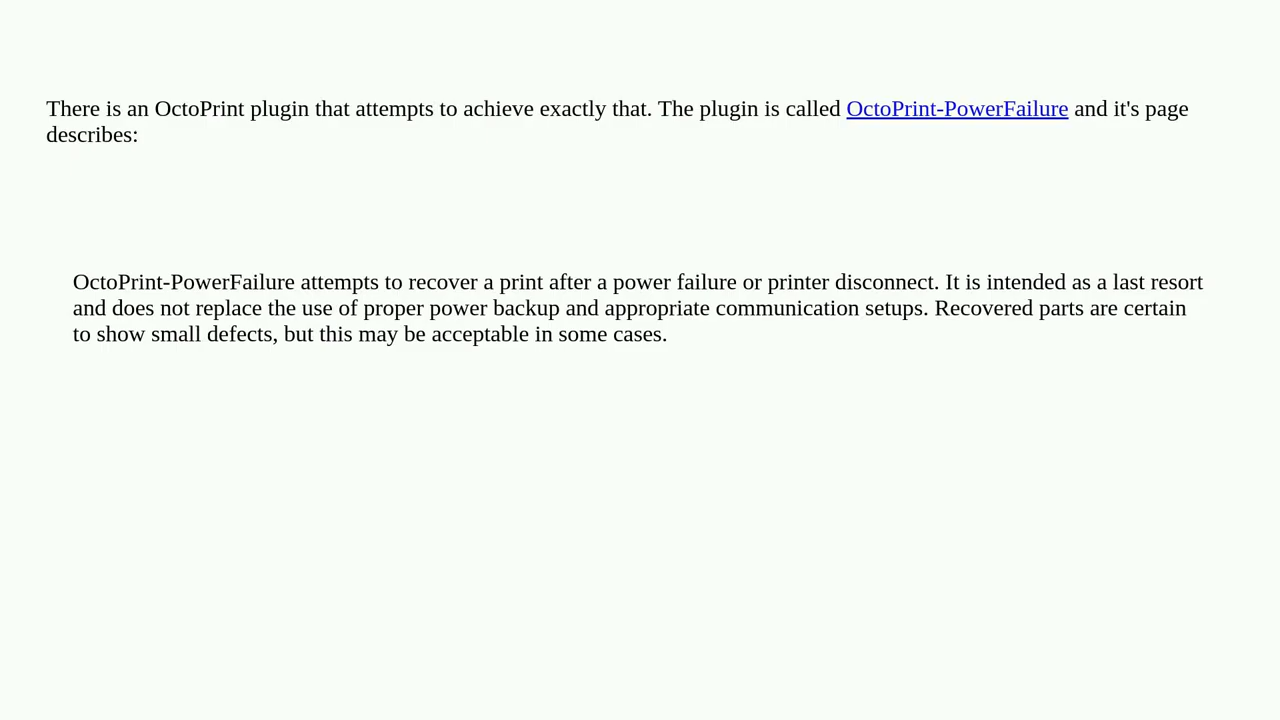 There is an OctoPrint plugin that attempts to achieve exactly that. The plugin is called OctoPrint-PowerFailure and it's page
describes:
OctoPrint-PowerFailure attempts to recover a print after a power failure or printer disconnect. It is intended as a last resort
and does not replace the use of proper power backup and appropriate communication setups. Recovered parts are certain
to show small defects, but this may be acceptable in some cases.